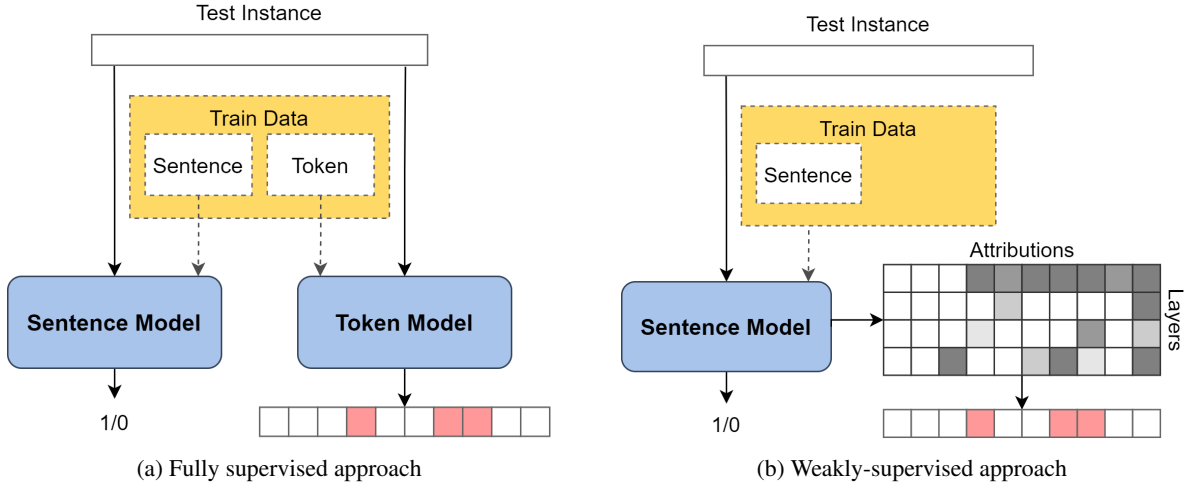 Test Instance
Train Data
Sentence
Token
Sentence Model
Token Model
1/0
(a) Fully supervised approach
Test Instance
Train Data
Sentence
Attributions
Layers
Sentence Model
1/0
(b) Weakly-supervised approach